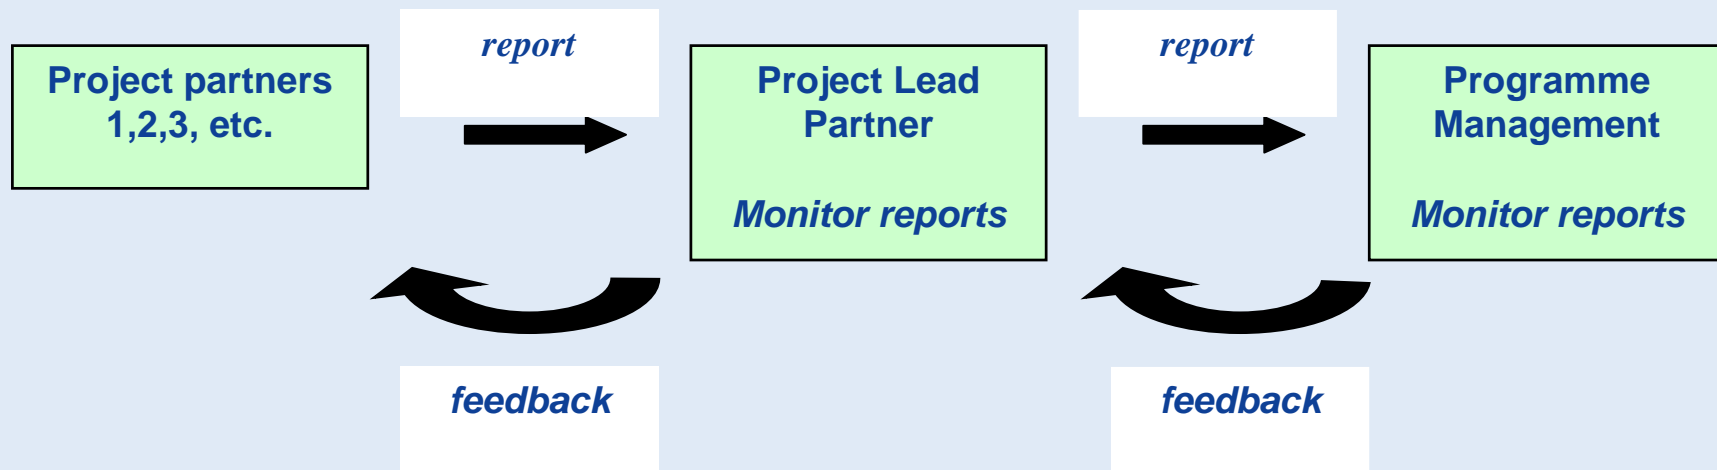 report
report
Project partners
1,2,3, etc.
Project Lead
Partner
Monitor reports
Programme
Management
Monitor reports
feedback
feedback